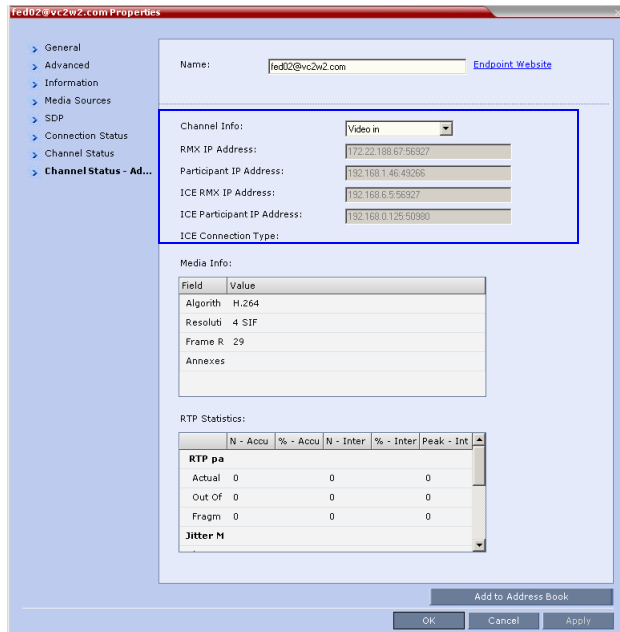 fed02@vc2w2.com Properties
General
Advanced
Information
Media Sources
SDP
Connection Status
Channel Status
Channel Status - Ad...
Name: fed02@vc2w2.com Endpoint Website
Channel Info: Video in
RMX IP Address: 172.22.188.67:56927
Participant IP Address: 192.168.1.46:49266
ICE RMX IP Address: 192.168.6.5:56927
ICE Participant IP Address: 192.168.0.125:50980
ICE Connection Type:
Media Info:
Field Value
Algorith H.264
Resoluti 4 SIF
Frame R 29
Annexes
RTP Statistics:
N - Accu % - Accu N - Inter % - Inter Peak - Int
RTP pa
Actual 0 0 0
Out Of 0 0 0
Fragm 0 0 0
Jitter M
Add to Address Book
OK Cancel Apply